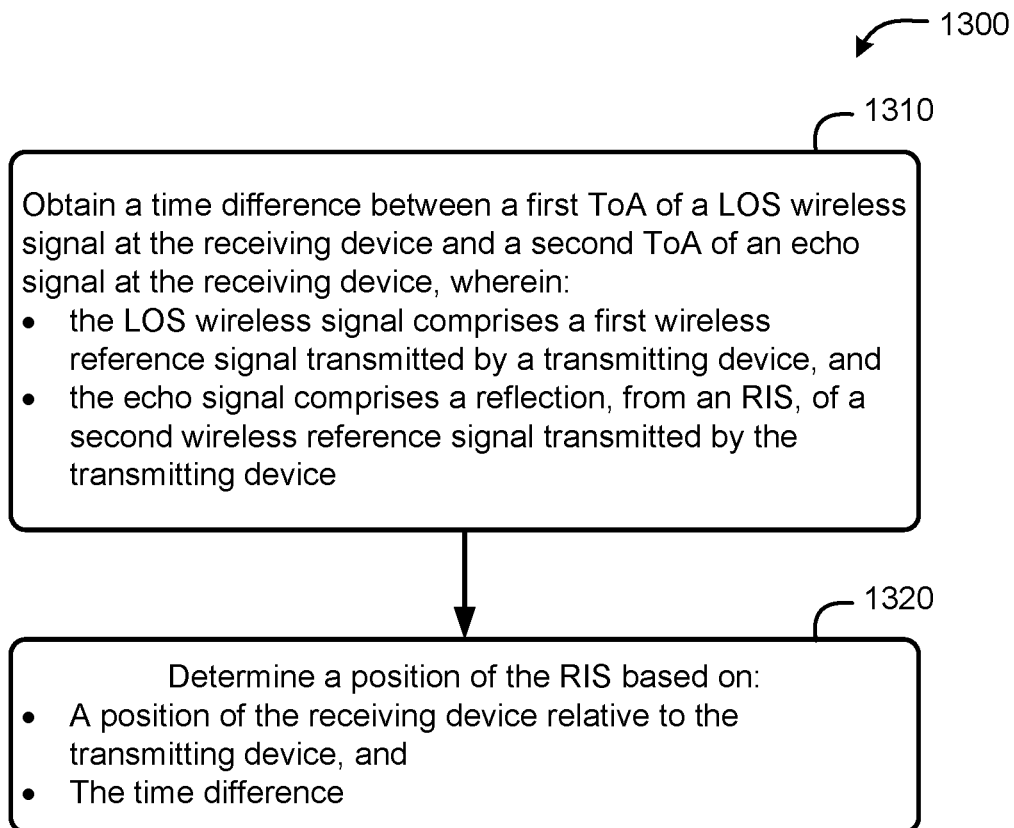 1300
1310
Obtain a time difference between a first ToA of a LOS wireless
signal at the receiving device and a second ToA of an echo
signal at the receiving device, wherein:
• the LOS wireless signal comprises a first wireless
reference signal transmitted by a transmitting device, and
• the echo signal comprises a reflection, from an RIS, of a
second wireless reference signal transmitted by the
transmitting device
1320
Determine a position of the RIS based on:
• A position of the receiving device relative to the
transmitting device, and
• The time difference